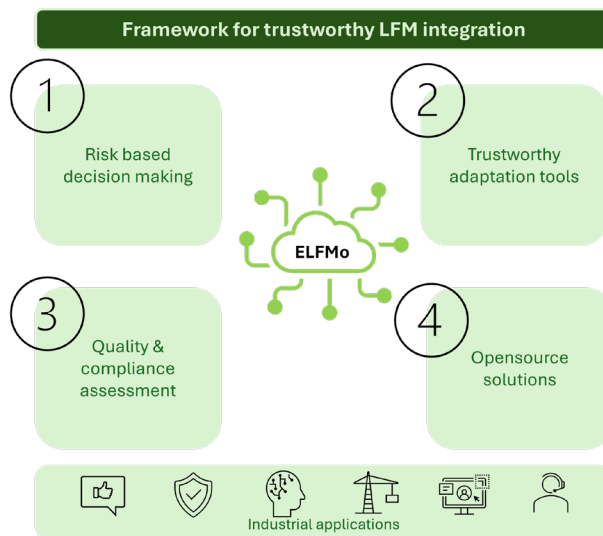 Framework for trustworthy LFM integration
1
Risk based
decision making
2
Trustworthy
adaptation tools
ELFMo
3
Quality &
compliance
assessment
4
Opensource
solutions
Industrial applications